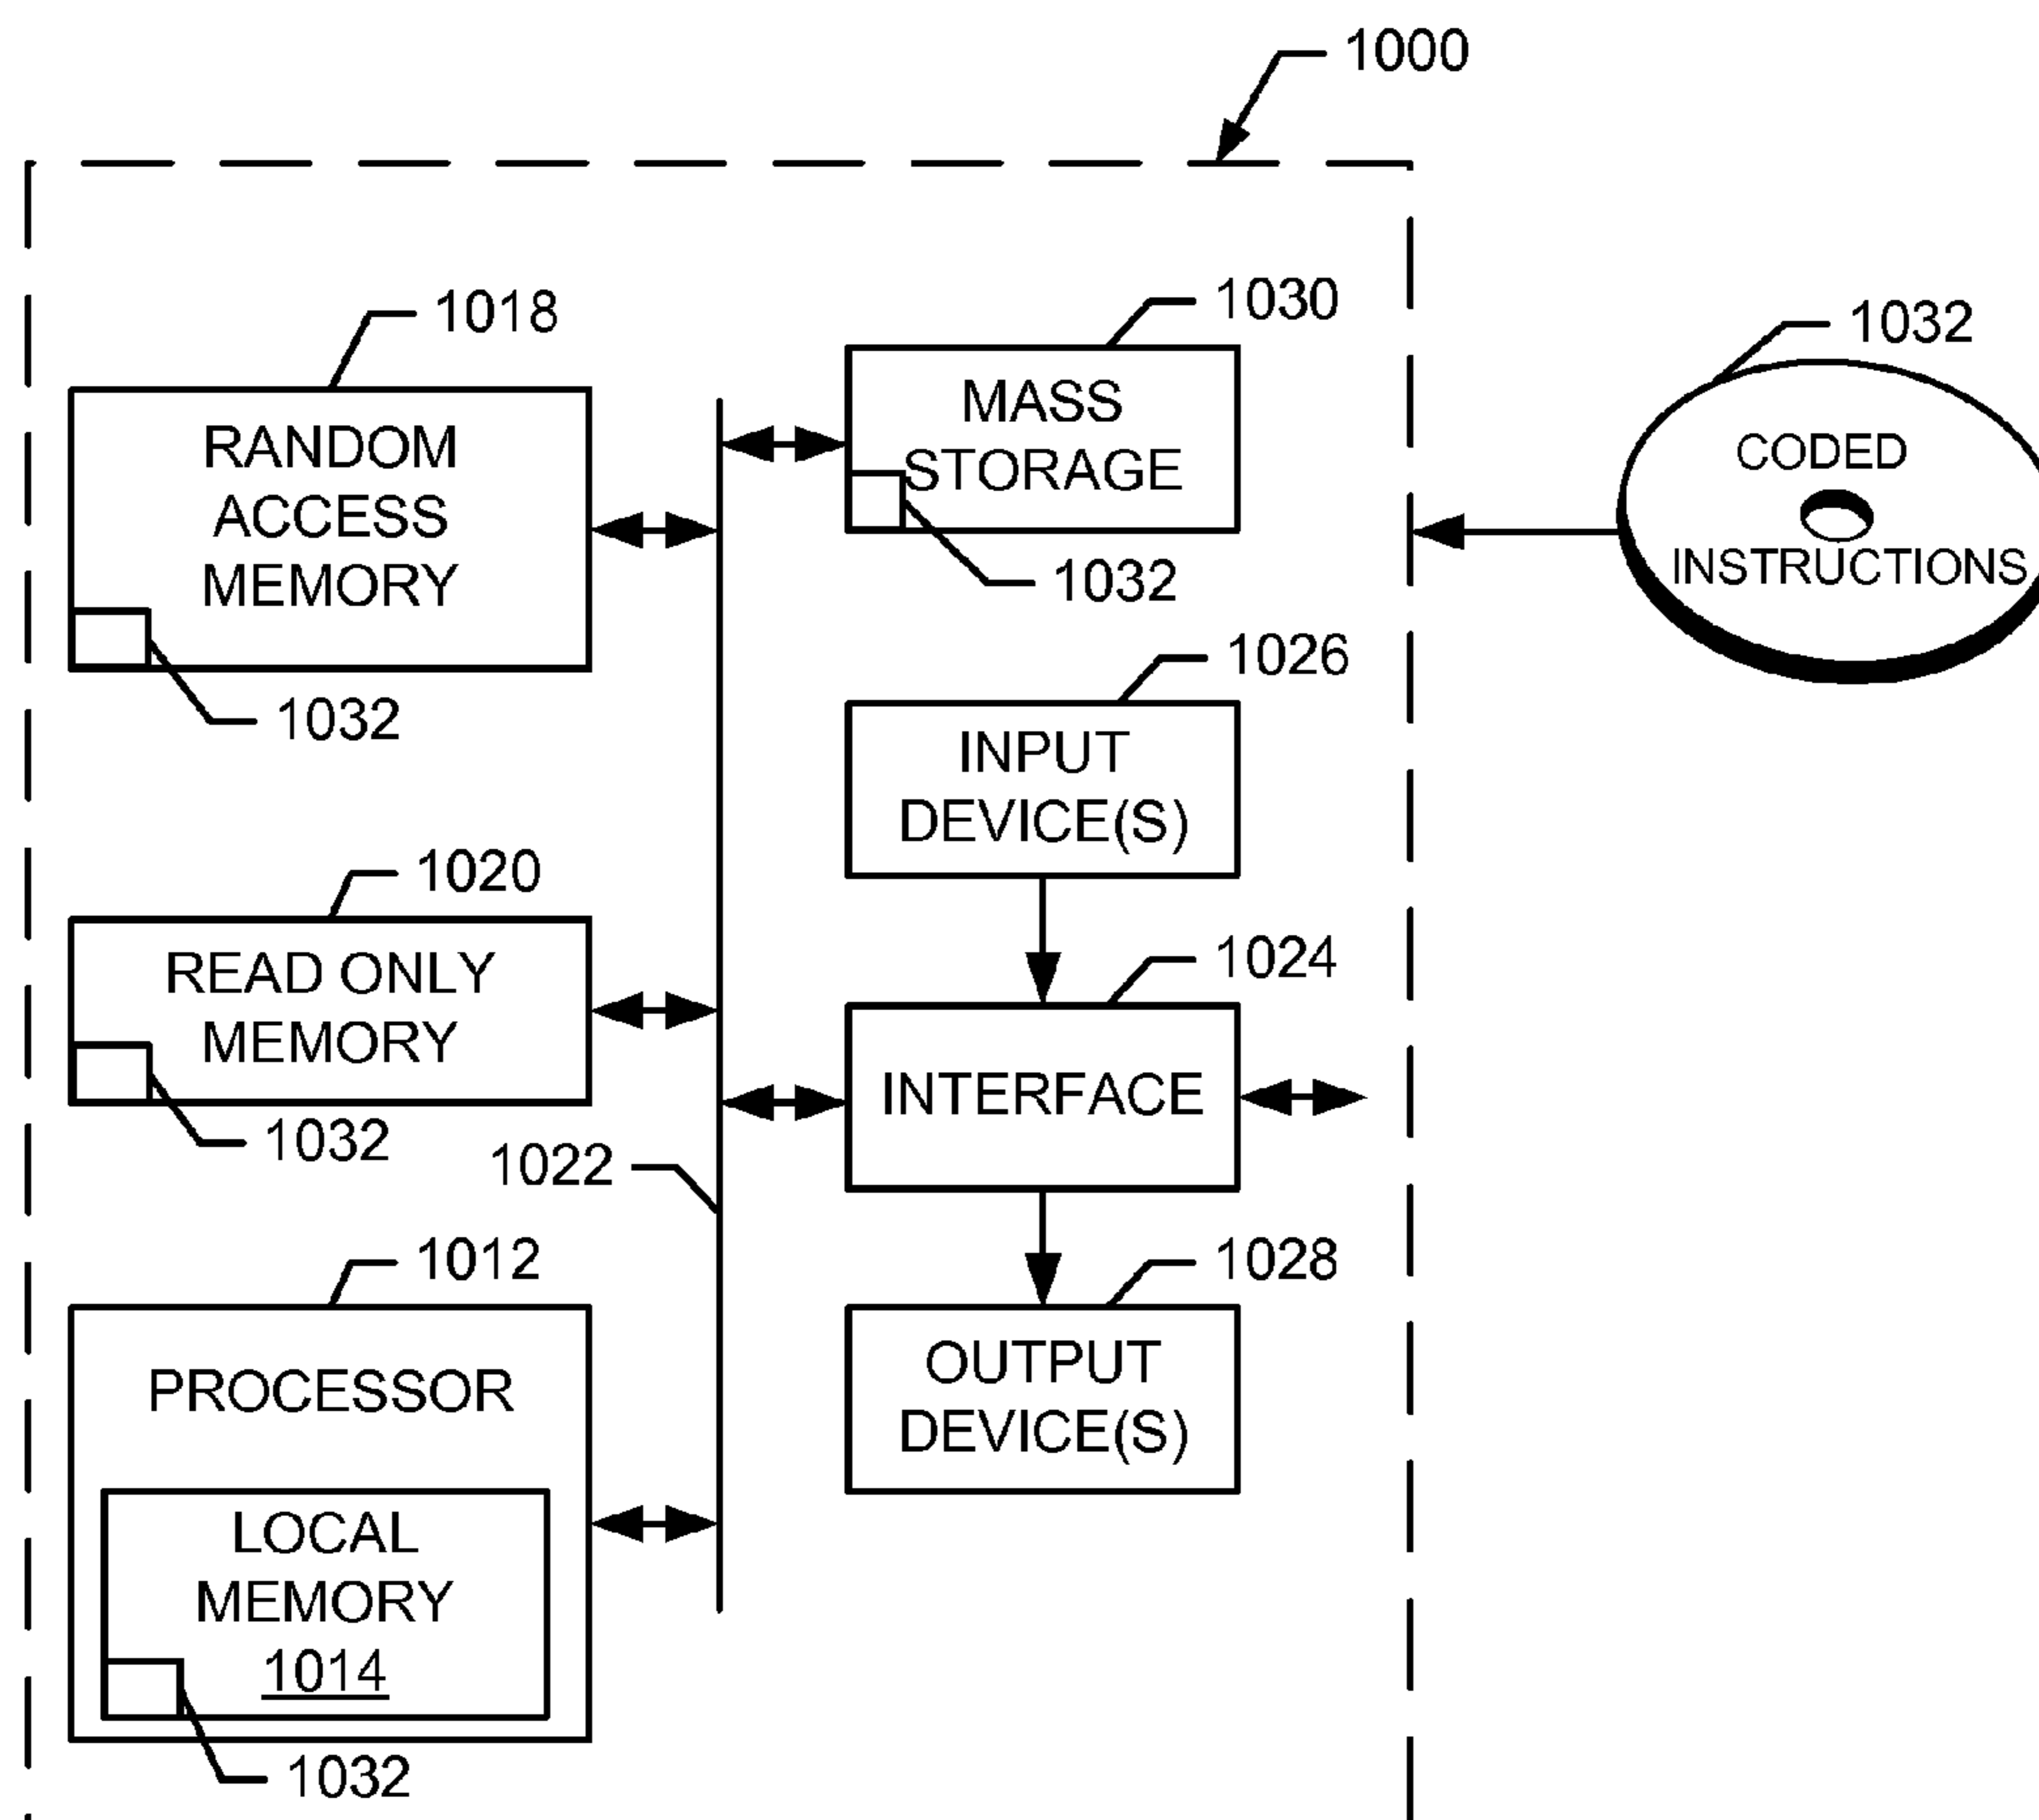 1000
1018
RANDOM
ACCESS
MEMORY
1032
1030
MASS
STORAGE
1032
1032
CODED
INSTRUCTIONS
1026
INPUT
DEVICE(S)
1020
READ ONLY
MEMORY
1032
1024
INTERFACE
1022
1012
PROCESSOR
LOCAL
MEMORY
1014
1032
1028
OUTPUT
DEVICE(S)